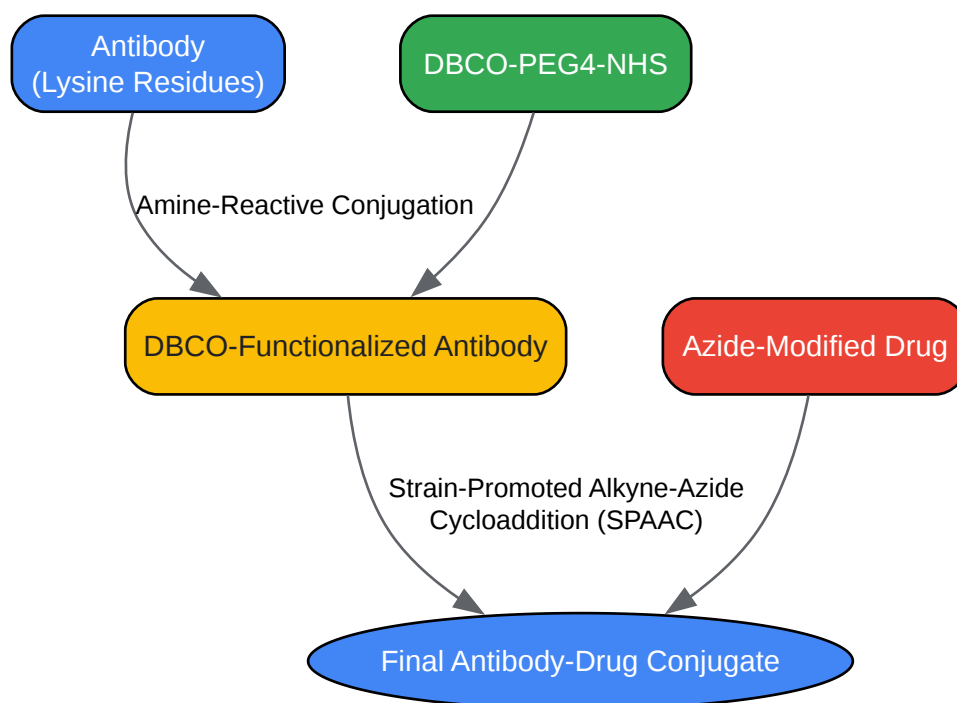 Antibody
(Lysine Residues)
DBCO-PEG4-NHS
Amine-Reactive Conjugation
DBCO-Functionalized Antibody
Azide-Modified Drug
Strain-Promoted Alkyne-Azide
Cycloaddition (SPAAC)
Final Antibody-Drug Conjugate